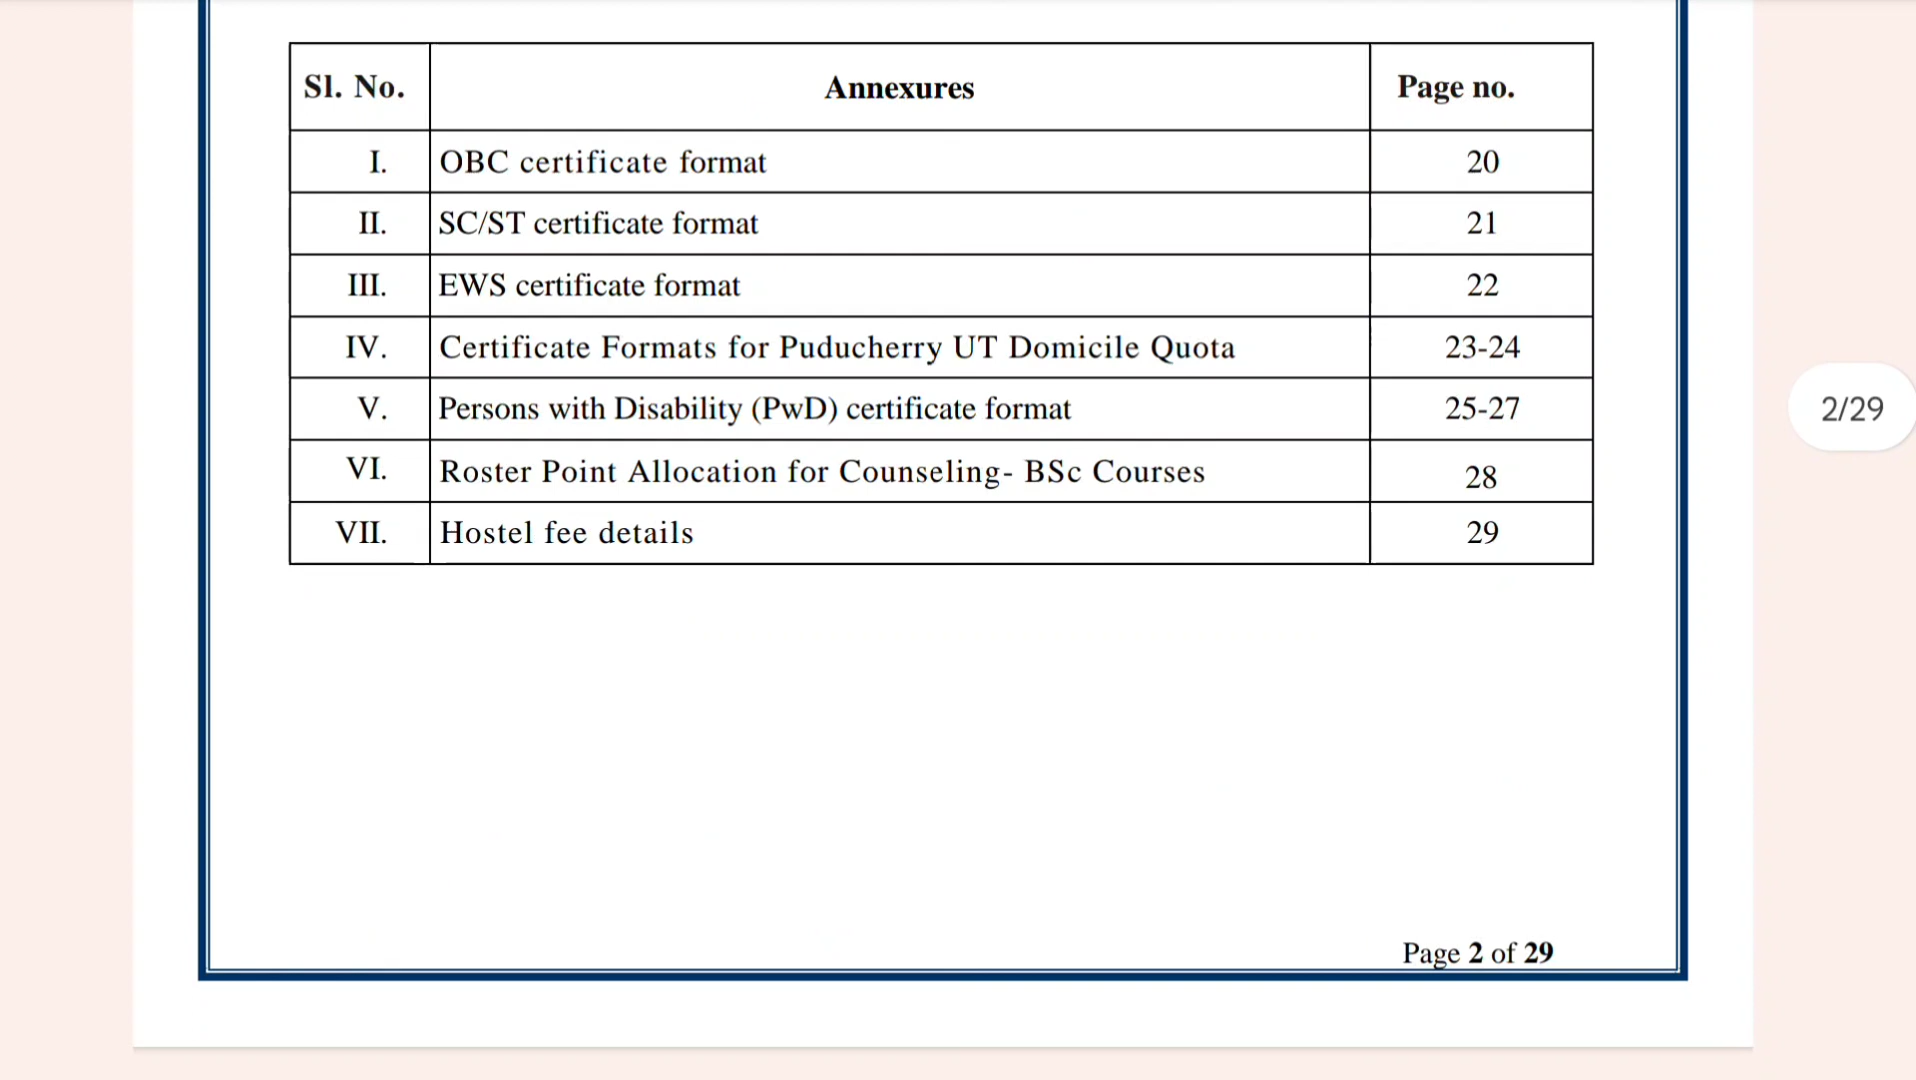 Sl. No. Annexures Page no.
I. OBC certificate format 20
II. SC/ST certificate format 21
III. EWS certificate format 22
IV. Certificate Formats for Puducherry UT Domicile Quota 23-24
V. Persons with Disability (PwD) certificate format 25-27
VI. Roster Point Allocation for Counseling- BSc Courses 28
VII. Hostel fee details 29
2/29
Page 2 of 29